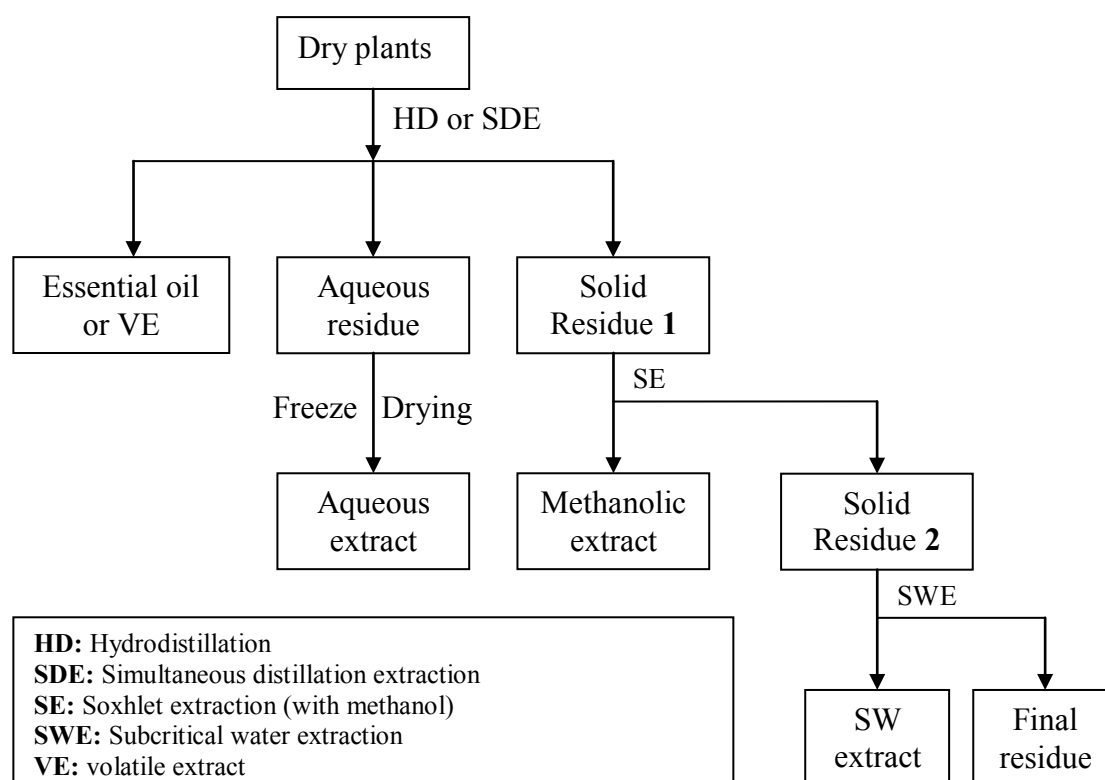 Dry plants
HD or SDE
Essential oil
or VE
Aqueous
residue
Solid
Residue 1
SE
Freeze Drying
Aqueous
extract
Methanolic
extract
Solid
Residue 2
SWE
SW
extract
Final
residue
HD: Hydrodistillation
SDE: Simultaneous distillation extraction
SE: Soxhlet extraction (with methanol)
SWE: Subcritical water extraction
VE: volatile extract